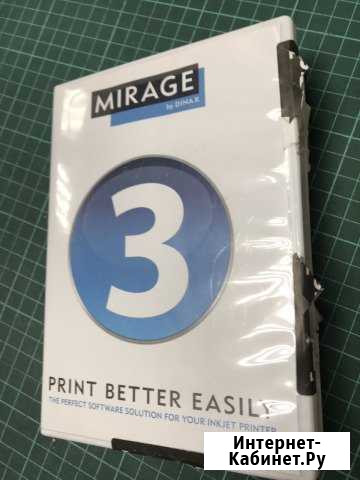 MIRAGE
by DINAX
3
PRINT BETTER EASILY
THE PERFECT SOFTWARE SOLUTION FOR YOUR INKJET PRINTER
Интернет-
Кабинет.Ру